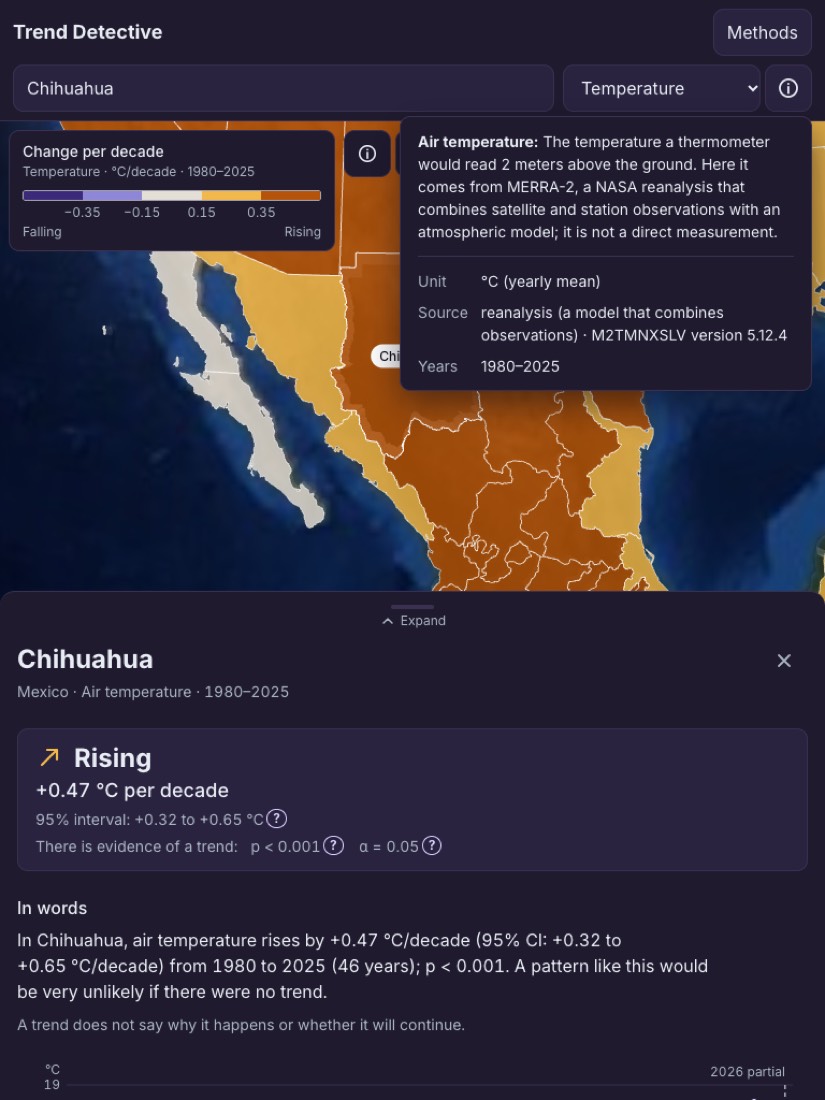 Trend Detective
Methods
Chihuahua
Temperature
Change per decade
Temperature · °C/decade · 1980–2025
−0.35 −0.15 0.15 0.35
Falling Rising
Air temperature: The temperature a thermometer
would read 2 meters above the ground. Here it
comes from MERRA-2, a NASA reanalysis that
combines satellite and station observations with an
atmospheric model; it is not a direct measurement.
Unit °C (yearly mean)
Source reanalysis (a model that combines
observations) · M2TMNXSLV version 5.12.4
Years 1980–2025
Chi
Expand
Chihuahua
Mexico · Air temperature · 1980–2025
Rising
+0.47 °C per decade
95% interval: +0.32 to +0.65 °C ?
There is evidence of a trend: p < 0.001 ? α = 0.05 ?
In words
In Chihuahua, air temperature rises by +0.47 °C/decade (95% CI: +0.32 to
+0.65 °C/decade) from 1980 to 2025 (46 years); p < 0.001. A pattern like this would
be very unlikely if there were no trend.
A trend does not say why it happens or whether it will continue.
°C
2026 partial
19